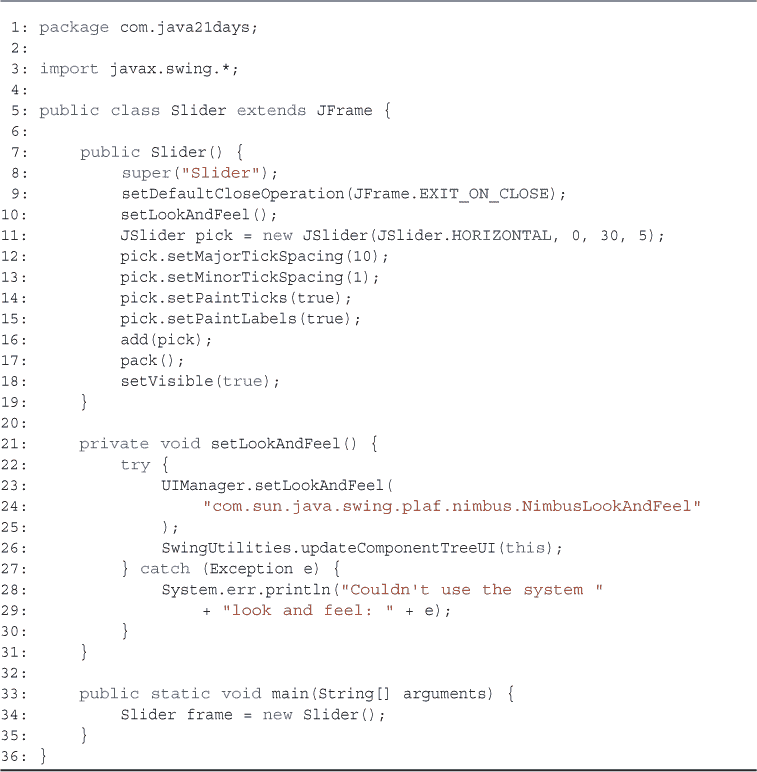 1: package com.java21days;
2:
3: import javax.swing.*;
4:
5: public class Slider extends JFrame {
6:
7:     public Slider() {
8:         super("Slider");
9:         setDefaultCloseOperation(JFrame.EXIT_ON_CLOSE);
10:         setLookAndFeel();
11:         JSlider pick = new JSlider(JSlider.HORIZONTAL, 0, 30, 5);
12:         pick.setMajorTickSpacing(10);
13:         pick.setMinorTickSpacing(1);
14:         pick.setPaintTicks(true);
15:         pick.setPaintLabels(true);
16:         add(pick);
17:         pack();
18:         setVisible(true);
19:     }
20:
21:     private void setLookAndFeel() {
22:         try {
23:             UIManager.setLookAndFeel(
24:                 "com.sun.java.swing.plaf.nimbus.NimbusLookAndFeel"
25:             );
26:             SwingUtilities.updateComponentTreeUI(this);
27:         } catch (Exception e) {
28:             System.err.println("Couldn't use the system "
29:                 + "look and feel: " + e);
30:         }
31:     }
32:
33:     public static void main(String[] arguments) {
34:         Slider frame = new Slider();
35:     }
36: }